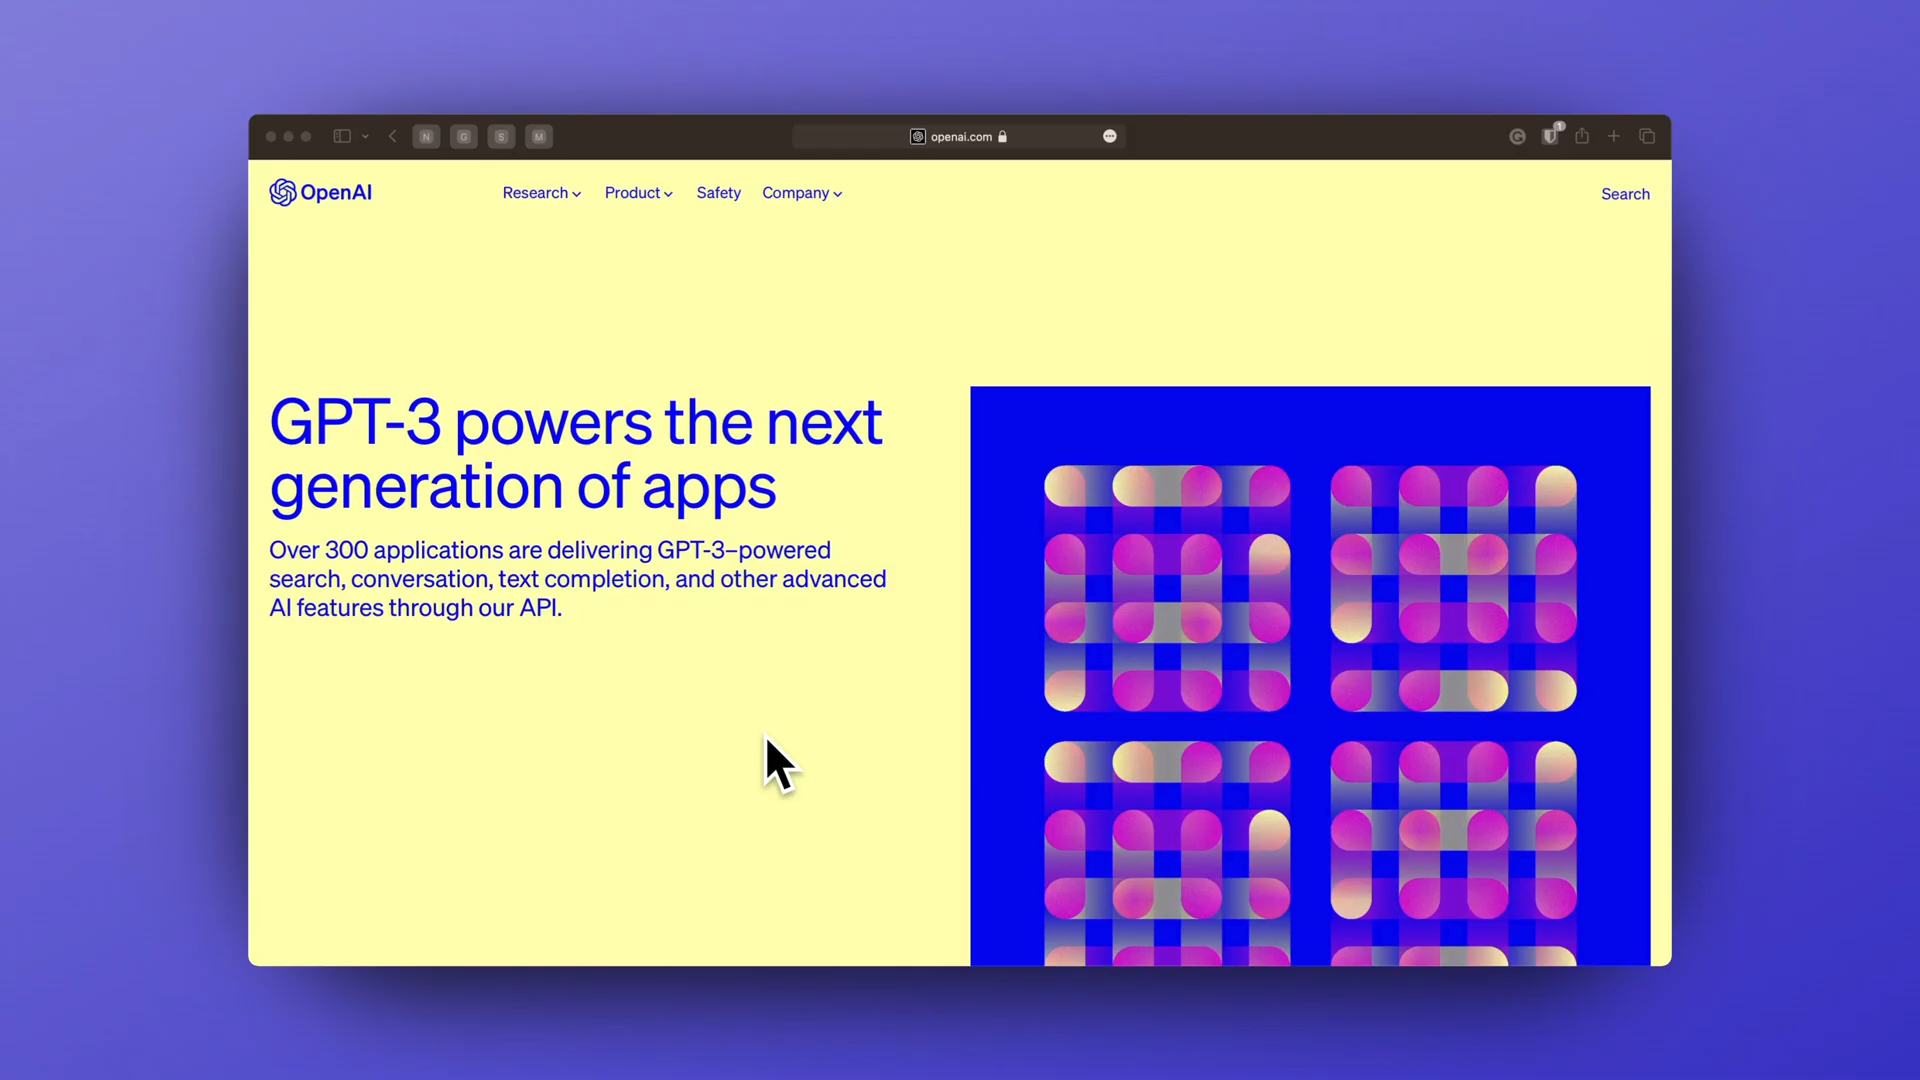 N G S M
openai.com
1
OpenAI
Research
Product
Safety
Company
Search
GPT-3 powers the next
generation of apps
Over 300 applications are delivering GPT-3–powered
search, conversation, text completion, and other advanced
AI features through our API.